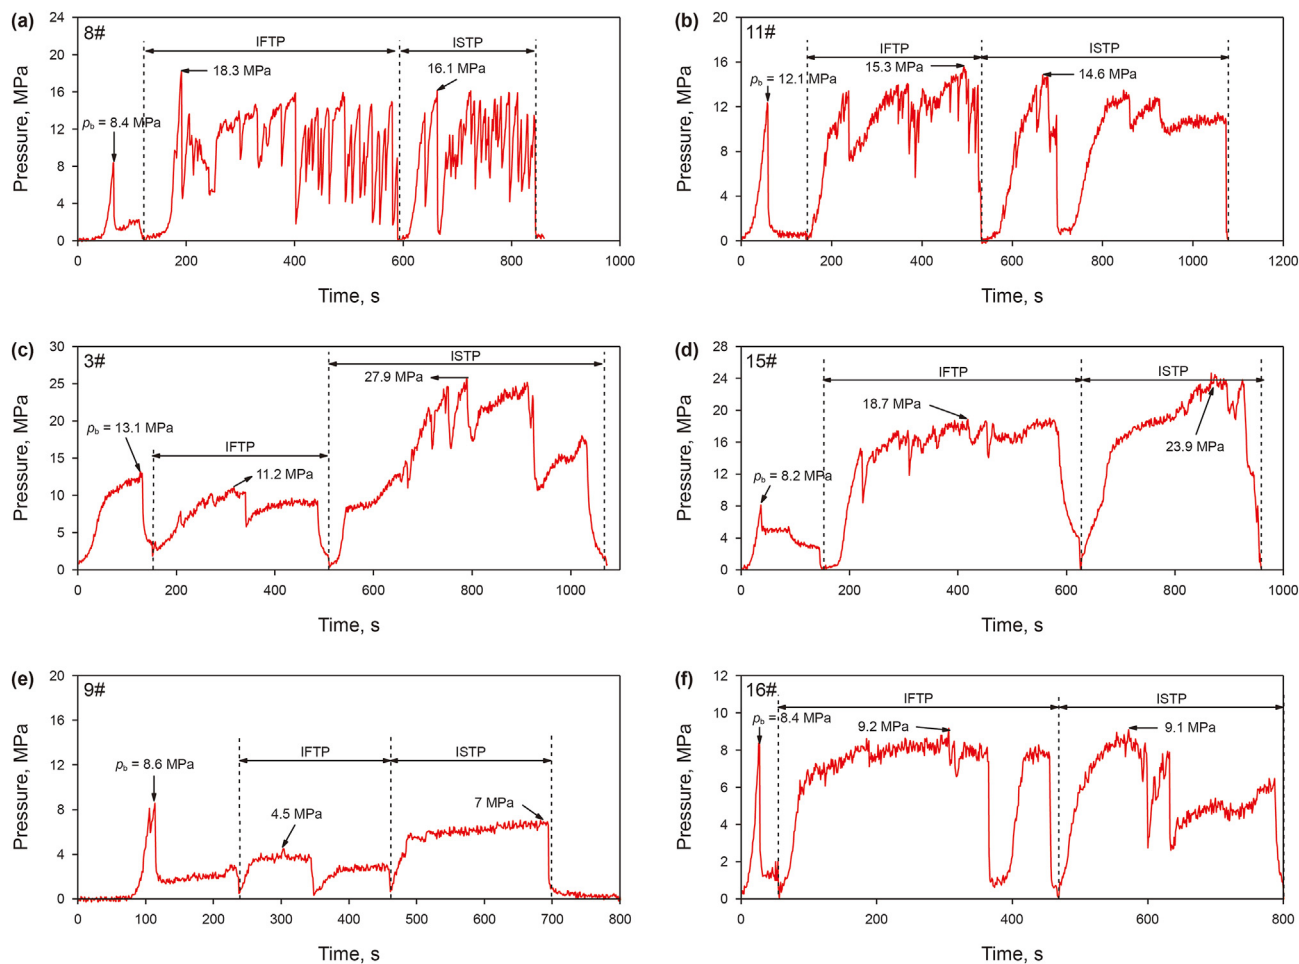 (a)
8#
24
20
16
12
8
4
0
Pressure, MPa
IFTP
ISTP
18.3 MPa
16.1 MPa
pb = 8.4 MPa
0 200 400 600 800 1000
Time, s
(b)
11#
20
16
12
8
4
0
Pressure, MPa
IFTP
ISTP
15.3 MPa
14.6 MPa
pb = 12.1 MPa
0 200 400 600 800 1000 1200
Time, s
(c)
3#
30
25
20
15
10
5
0
Pressure, MPa
ISTP
27.9 MPa
pb = 13.1 MPa
IFTP
11.2 MPa
0 200 400 600 800 1000
Time, s
(d)
15#
28
24
20
16
12
8
4
0
Pressure, MPa
IFTP
ISTP
18.7 MPa
23.9 MPa
pb = 8.2 MPa
0 200 400 600 800 1000
Time, s
(e)
9#
20
16
12
8
4
0
Pressure, MPa
IFTP
ISTP
pb = 8.6 MPa
4.5 MPa
7 MPa
0 100 200 300 400 500 600 700 800
Time, s
(f)
16#
12
10
8
6
4
2
0
Pressure, MPa
IFTP
ISTP
pb = 8.4 MPa
9.2 MPa
9.1 MPa
0 200 400 600 800
Time, s